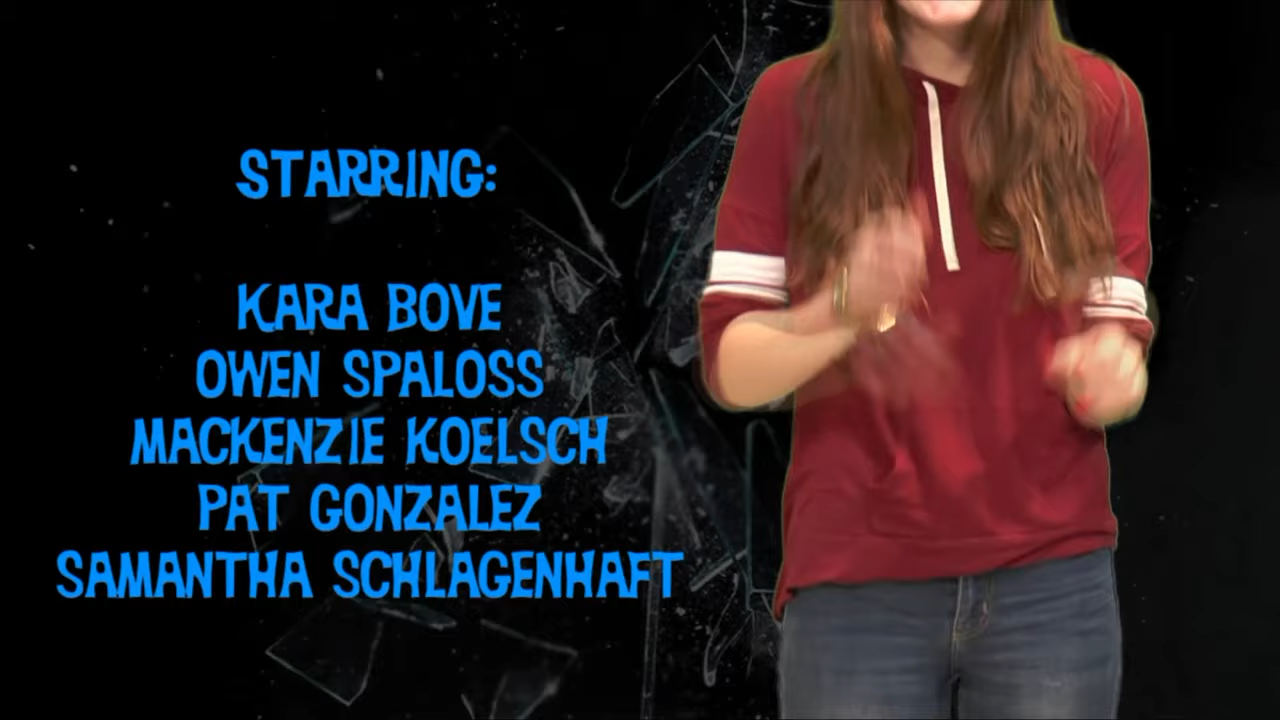 STARRING:
KARA BOVE
OWEN SPALOSS
MACKENZIE KOELSCH
PAT GONZALEZ
SAMANTHA SCHLAGENHAFT